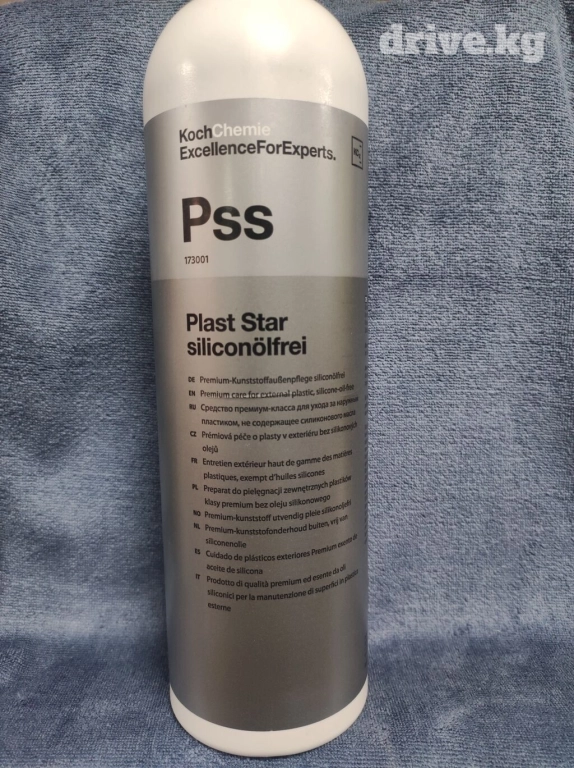 drive.kg
KochChemie
ExcellenceForExperts.
Pss
173001
Plast Star
siliconölfrei
DE Premium-Kunststoffaußenpflege siliconölfrei
EN Premium care for external plastic, silicone-oil-free
RU Средство премиум-класса для ухода за наружным
пластиком, не содержащее силиконового масла
CZ Prémiová péče o plasty v exteriéru bez silikonových
olejů
FR Entretien extérieur haut de gamme des matières
plastiques, exempt d'huiles silicones
PL Preparat do pielęgnacji zewnętrznych plastików
klasy premium bez oleju silikonowego
NO Premium-kunststoff utvendig pleie silikonoljefri
NL Premium-kunststofonderhoud buiten, vrij van
siliconenolie
ES Cuidado de plásticos exteriores Premium exento de
aceite de silicona
IT Prodotto di qualità premium ed esente da oli
siliconici per la manutenzione di superfici in plastica
esterne